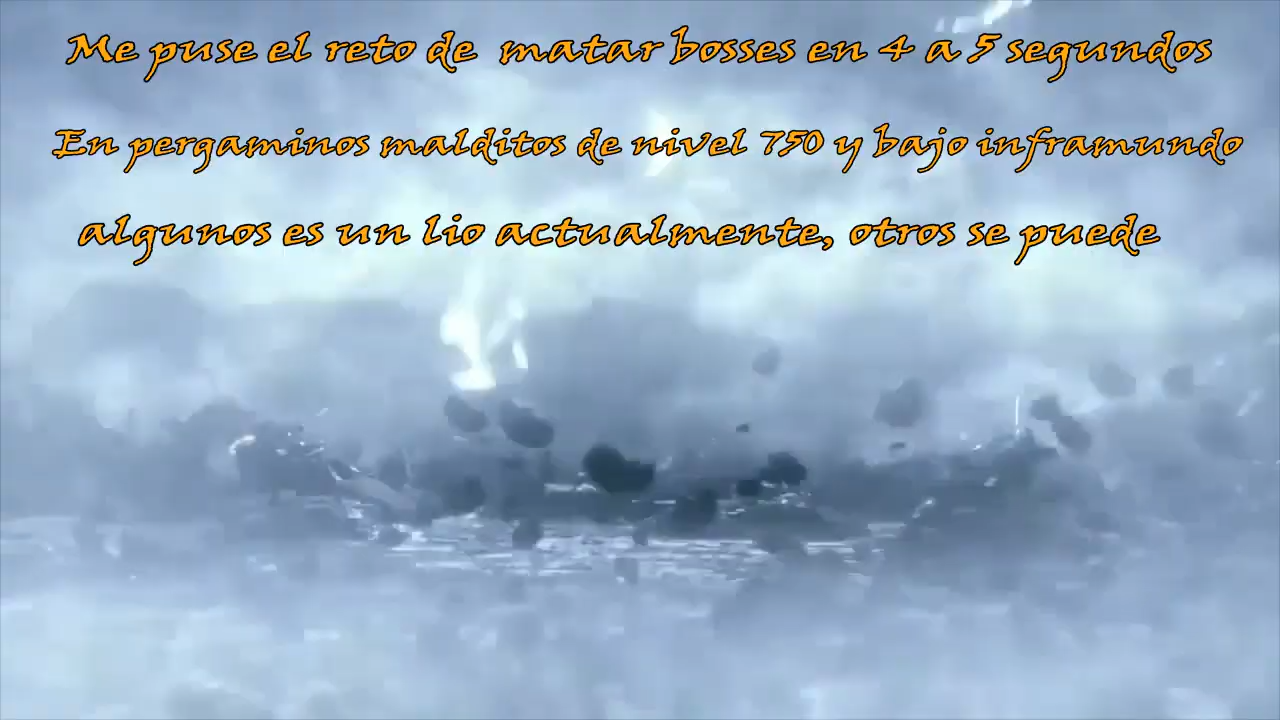 Me puse el reto de matar bosses en 4 a 5 segundos
En pergaminos malditos de nivel 750 y bajo inframundo
algunos es un lio actualmente, otros se puede